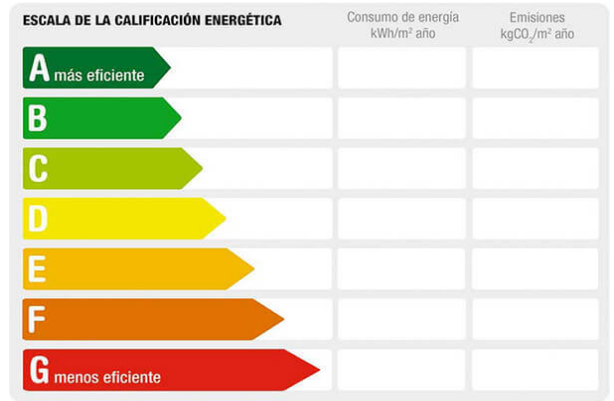 ESCALA DE LA CALIFICACIÓN ENERGÉTICA
Consumo de energía
kWh/m² año
Emisiones
kgCO₂/m² año
A más eficiente
B
C
D
E
F
G menos eficiente